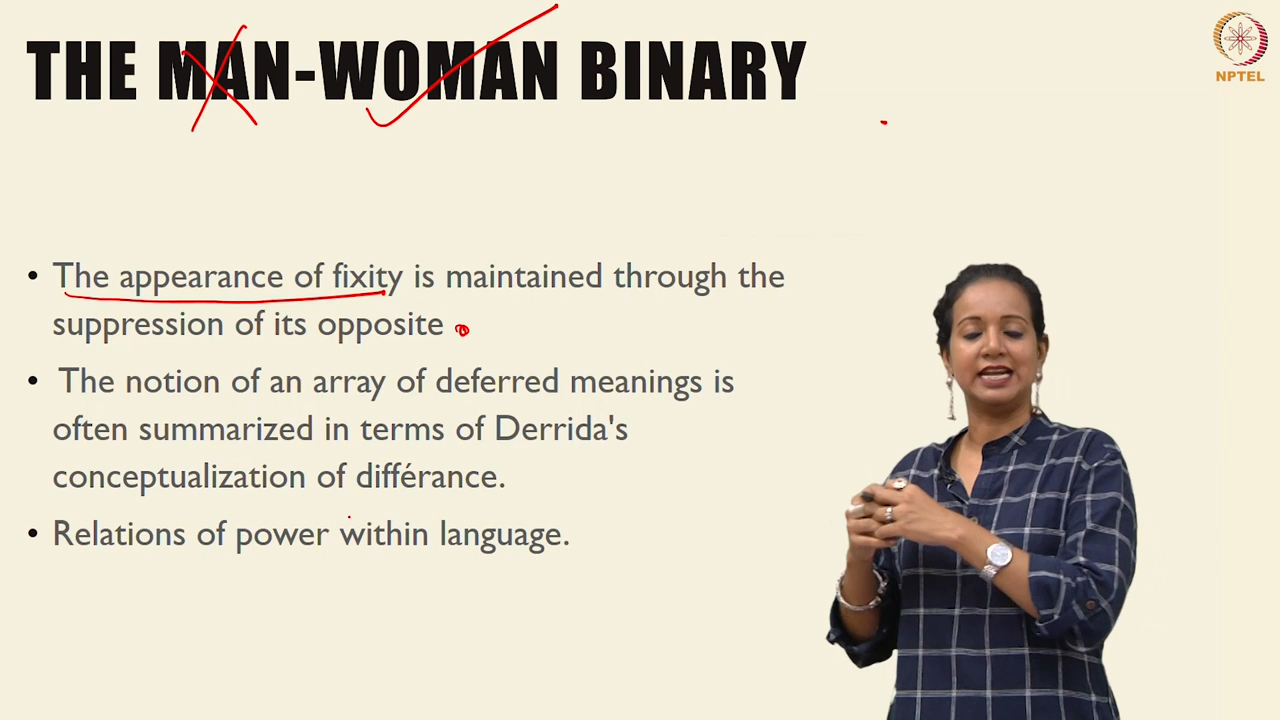 THE MAN-WOMAN BINARY
NPTEL
• The appearance of fixity is maintained through the
suppression of its opposite
• The notion of an array of deferred meanings is
often summarized in terms of Derrida's
conceptualization of différance.
• Relations of power within language.